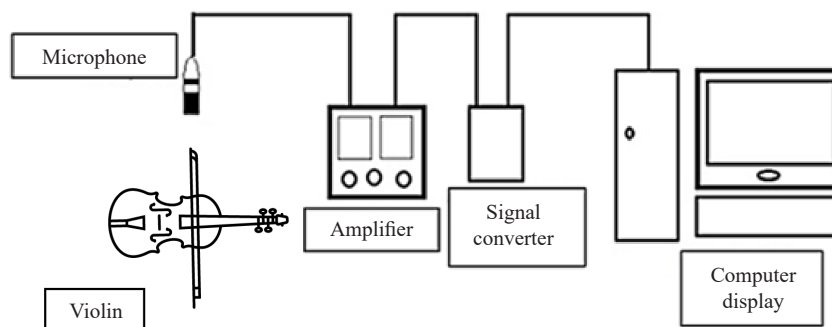 Microphone
Amplifier
Signal
converter
Computer
display
Violin